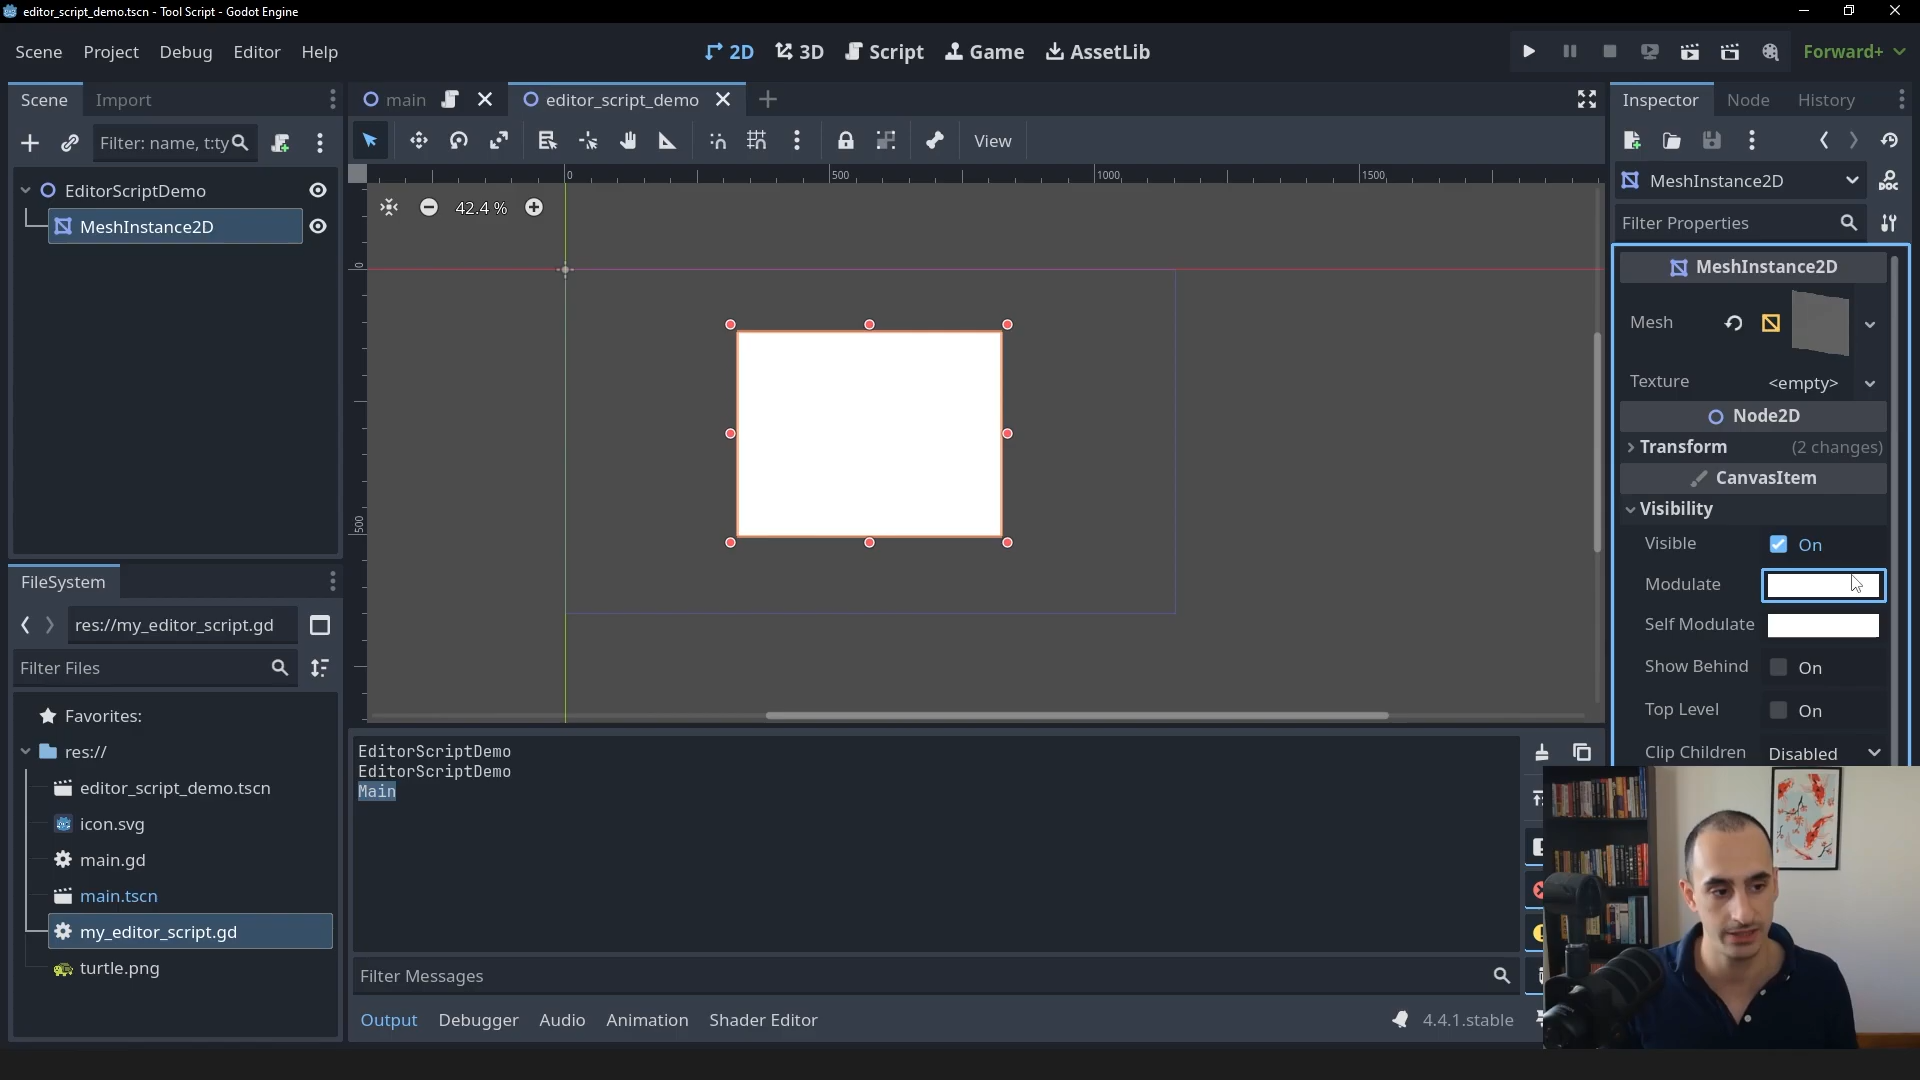 editor_script_demo.tscn - Tool Script - Godot Engine
Scene Project Debug Editor Help
2D 3D Script Game AssetLib
Forward+
Scene Import
main editor_script_demo
Inspector Node History
Filter: name, t:ty
View
EditorScriptDemo
MeshInstance2D
0 500 1000 1500
0
500
42.4 %
MeshInstance2D
DOC
Filter Properties
MeshInstance2D
Mesh
Texture <empty>
Node2D
Transform (2 changes)
CanvasItem
Visibility
Visible On
Modulate
Self Modulate
Show Behind On
Top Level On
Clip Children Disabled
FileSystem
res://my_editor_script.gd
Filter Files
Favorites:
res://
editor_script_demo.tscn
icon.svg
main.gd
main.tscn
my_editor_script.gd
turtle.png
EditorScriptDemo
EditorScriptDemo
Main
Filter Messages
Output Debugger Audio Animation Shader Editor
4.4.1.stable